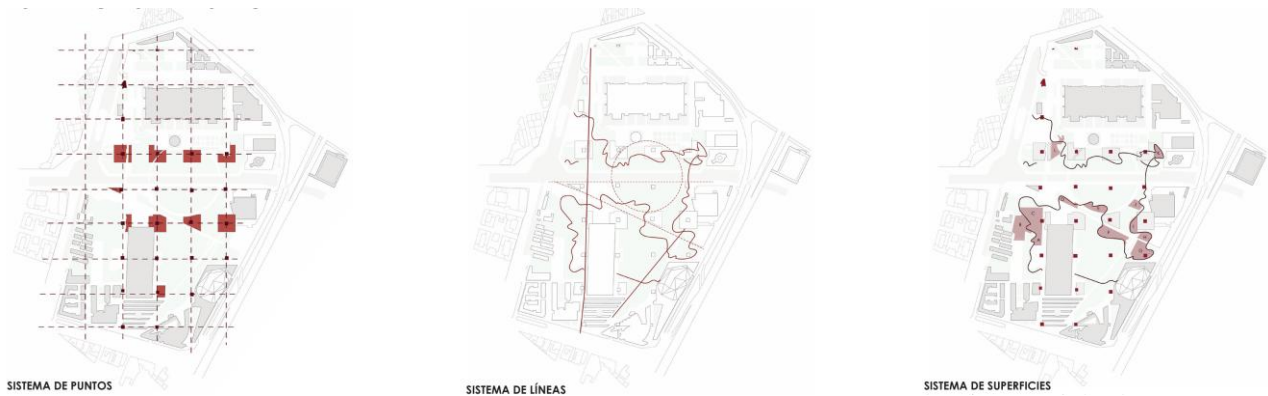 SISTEMA DE PUNTOS
SISTEMA DE LÍNEAS
SISTEMA DE SUPERFICIES